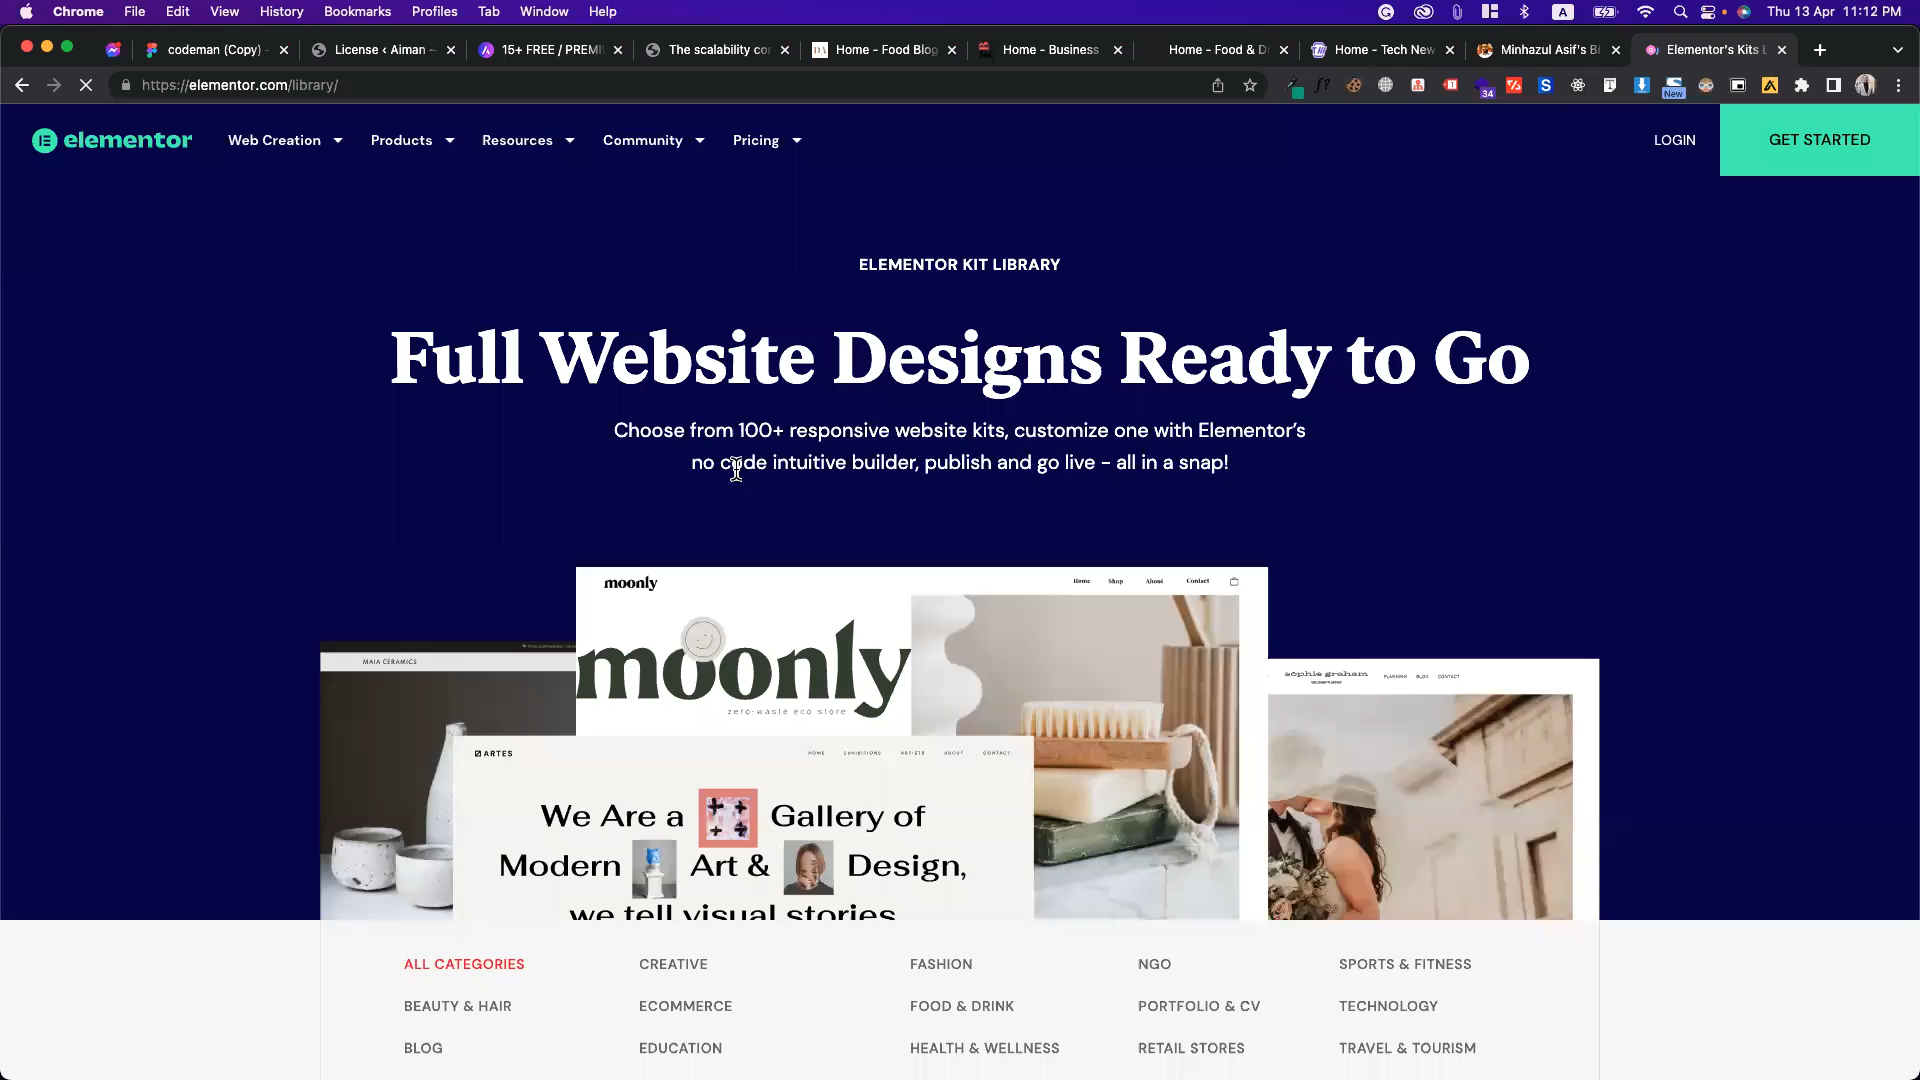 Chrome File Edit View History Bookmarks Profiles Tab Window Help
A
Thu 13 Apr 11:12 PM
codeman (Copy) -
License ‹ Aiman –
15+ FREE / PREMI
The scalability co
Home - Food Blog
Home - Business
Home - Food & D
Home - Tech New
Minhazul Asif's B
Elementor's Kits L
https://elementor.com/library/
f?
34
S
New
elementor
Web Creation
Products
Resources
Community
Pricing
LOGIN
GET STARTED
ELEMENTOR KIT LIBRARY
Full Website Designs Ready to Go
Choose from 100+ responsive website kits, customize one with Elementor's
no code intuitive builder, publish and go live - all in a snap!
moonly
Home Shop About Contact
moonly
zero-waste eco store
MAIA CERAMICS
sophie graham
PLANNING BLOG CONTACT
ARTES
HOME EXHIBITIONS ARTISTS ABOUT CONTACT
We Are a Gallery of
Modern Art & Design,
we tell visual stories
ALL CATEGORIES
CREATIVE
FASHION
NGO
SPORTS & FITNESS
BEAUTY & HAIR
ECOMMERCE
FOOD & DRINK
PORTFOLIO & CV
TECHNOLOGY
BLOG
EDUCATION
HEALTH & WELLNESS
RETAIL STORES
TRAVEL & TOURISM